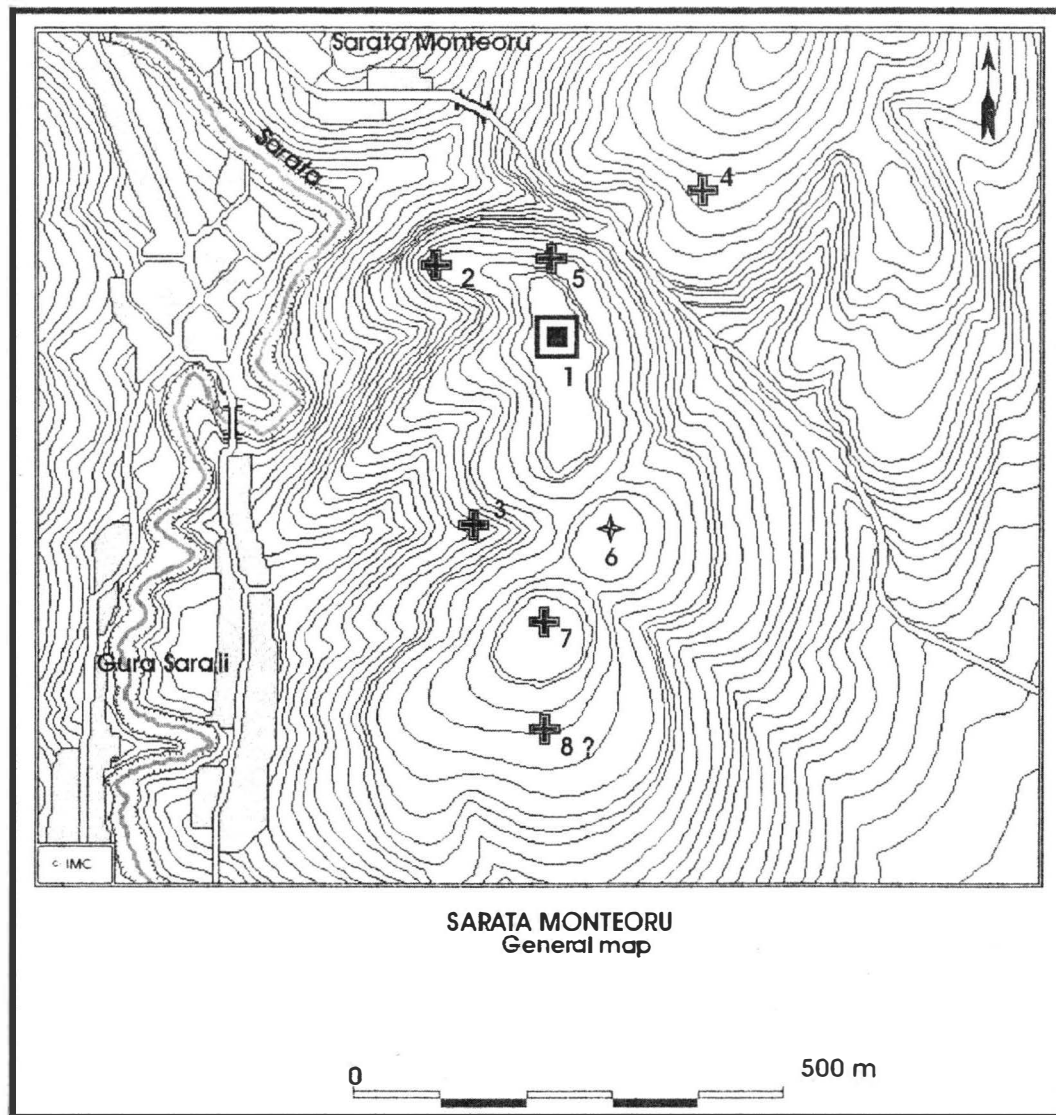 Sarata Monteoru
Sarata
4
2
5
1
3
6
7
Gura Saratii
8 ?
c IMC
SARATA MONTEORU
General map
0
500 m